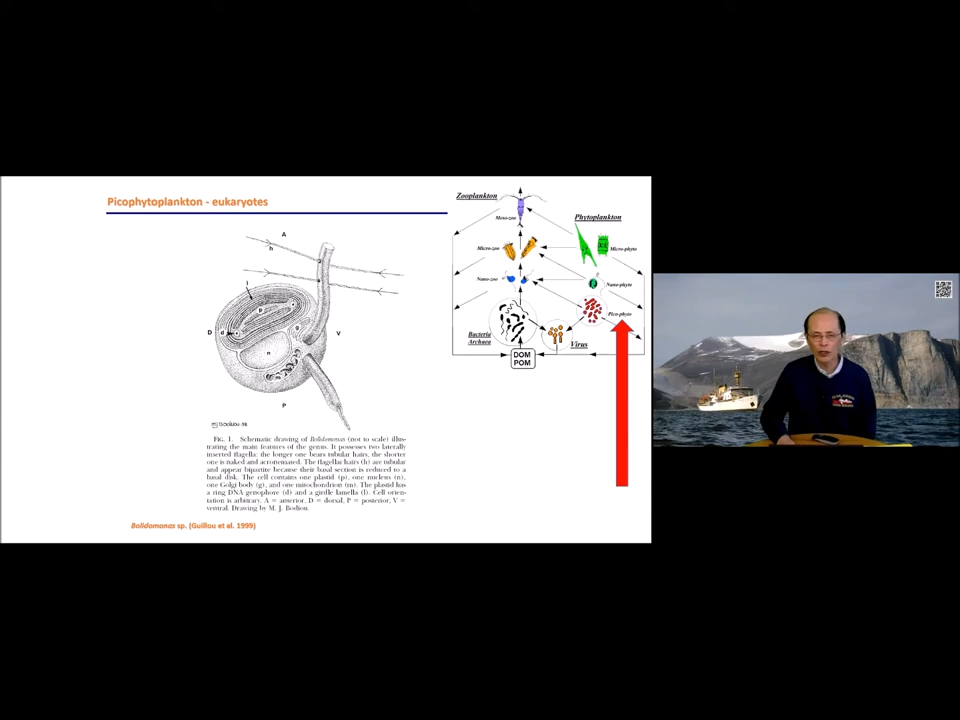 Picophytoplankton - eukaryotes
A
h
l
p
D
d
g
V
n
m
P
FIG. 1. Schematic drawing of Bolidomonas (not to scale) illus-
trating the main features of the genus. It possesses two laterally
inserted flagella: the longer one bears tubular hairs, the shorter
one is naked and acronemated. The flagellar hairs (h) are tubular
and appear bipartite because their basal section is reduced to a
basal disk. The cell contains one plastid (p), one nucleus (n),
one Golgi body (g), and one mitochondrion (m). The plastid has
a ring DNA genophore (d) and a girdle lamella (l). Cell orien-
tation is arbitrary. A = anterior, D = dorsal, P = posterior, V =
ventral. Drawing by M. J. Bodiou.
Bolidomonas sp. (Guillou et al. 1999)
Zooplankton
Phytoplankton
Meso-zoo
Micro-zoo
Micro-phyto
Nano-zoo
Nano-phyto
Pico-phyto
Bacteria
Archaea
Virus
DOM
POM